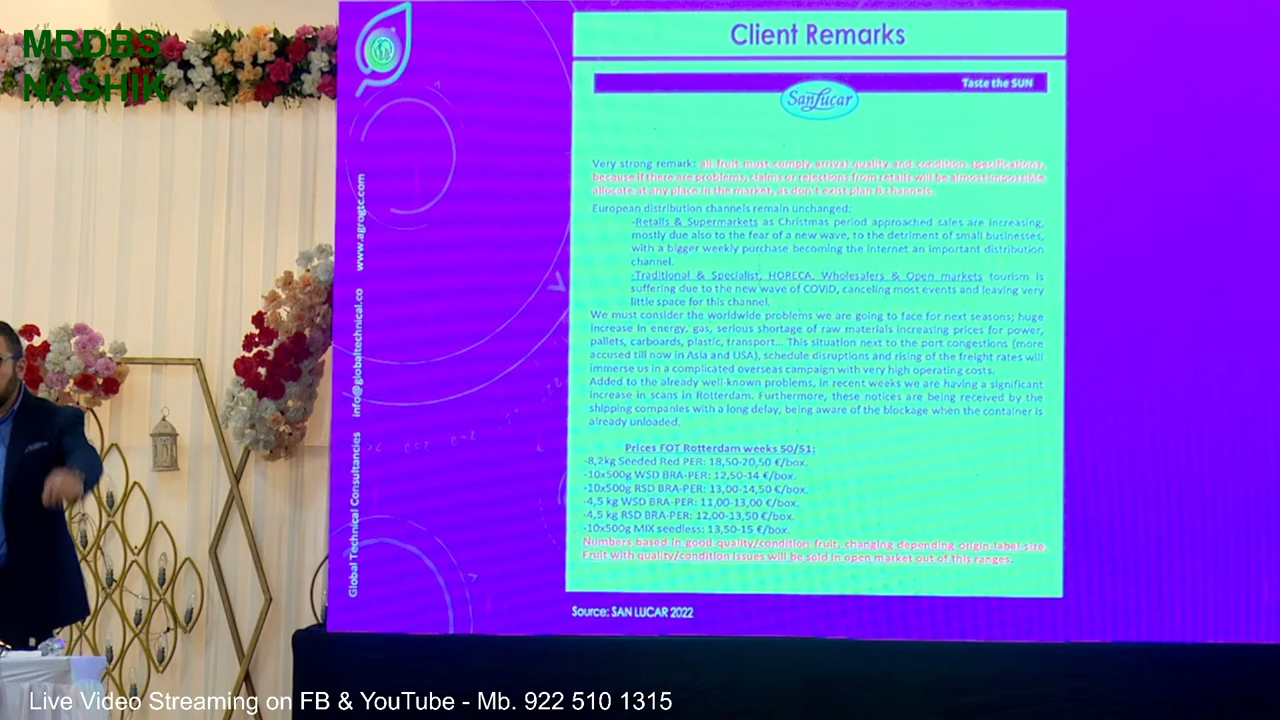 MRDBS
NASHIK
Client Remarks
Taste the SUN
SanLucar
Very strong remark: all fruit must comply arrival quality and condition specifications,
because if there are problems, claims or rejections from retails will be almost impossible
allocate at any place in the market, as don't exist plan B channels.
European distribution channels remain unchanged:
-Retails & Supermarkets as Christmas period approached sales are increasing,
mostly due also to the fear of a new wave, to the detriment of small businesses,
with a bigger weekly purchase becoming the internet an important distribution
channel.
-Traditional & Specialist, HORECA, Wholesalers & Open markets tourism is
suffering due to the new wave of COVID, canceling most events and leaving very
little space for this channel.
We must consider the worldwide problems we are going to face for next seasons; huge
increase in energy, gas, serious shortage of raw materials increasing prices for power,
pallets, carboards, plastic, transport... This situation next to the port congestions (more
accused till now in Asia and USA), schedule disruptions and rising of the freight rates will
immerse us in a complicated overseas campaign with very high operating costs.
Added to the already well-known problems, in recent weeks we are having a significant
increase in scans in Rotterdam. Furthermore, these notices are being received by the
shipping companies with a long delay, being aware of the blockage when the container is
already unloaded.
Prices FOT Rotterdam weeks 50/51:
-8,2kg Seeded Red PER: 18,50-20,50 €/box.
-10x500g WSD BRA-PER: 12,50-14 €/box.
-10x500g RSD BRA-PER: 13,00-14,50 €/box.
-4,5 kg WSD BRA-PER: 11,00-13,00 €/box.
-4,5 kg RSD BRA-PER: 12,00-13,50 €/box.
-10x500g MIX seedless: 13,50-15 €/box.
Numbers based in good quality/condition fruit, changing depending origin-label-size.
Fruit with quality/condition issues will be sold in open market out of this ranges.
Source: SAN LUCAR 2022
Global Technical Consultancies info@globaltechnical.co www.agrogtc.com
Live Video Streaming on FB & YouTube - Mb. 922 510 1315